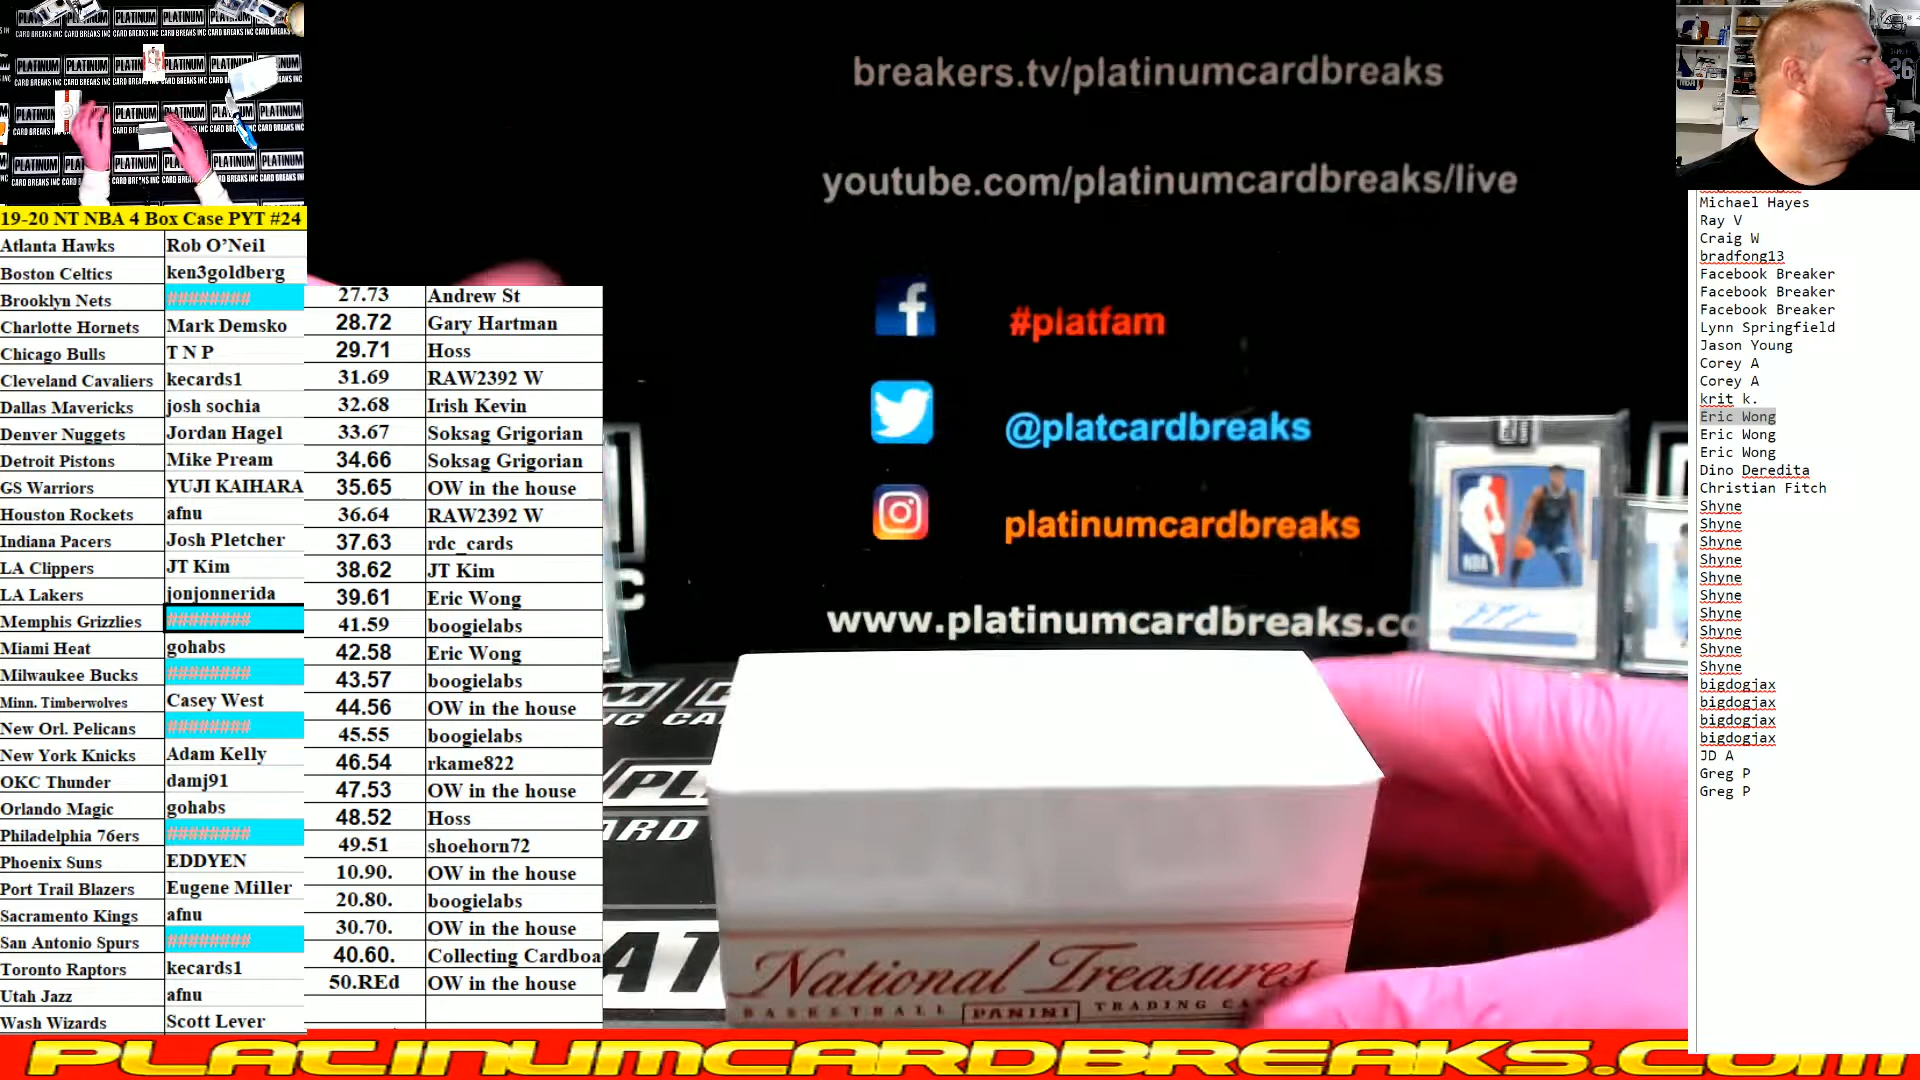 breakers.tv/platinumcardbreaks
youtube.com/platinumcardbreaks/live
#platfam
@platcardbreaks
platinumcardbreaks
www.platinumcardbreaks.co
19-20 NT NBA 4 Box Case PYT #24
Atlanta Hawks Rob O’Neil
Boston Celtics ken3goldberg
Brooklyn Nets ########
Charlotte Hornets Mark Demsko
Chicago Bulls T N P
Cleveland Cavaliers kecards1
Dallas Mavericks josh sochia
Denver Nuggets Jordan Hagel
Detroit Pistons Mike Pream
GS Warriors YUJI KAIHARA
Houston Rockets afnu
Indiana Pacers Josh Pletcher
LA Clippers JT Kim
LA Lakers jonjonnerida
Memphis Grizzlies ########
Miami Heat gohabs
Milwaukee Bucks ########
Minn. Timberwolves Casey West
New Orl. Pelicans ########
New York Knicks Adam Kelly
OKC Thunder damj91
Orlando Magic gohabs
Philadelphia 76ers ########
Phoenix Suns EDDYEN
Port Trail Blazers Eugene Miller
Sacramento Kings afnu
San Antonio Spurs ########
Toronto Raptors kecards1
Utah Jazz afnu
Wash Wizards Scott Lever
27.73 Andrew St
28.72 Gary Hartman
29.71 Hoss
31.69 RAW2392 W
32.68 Irish Kevin
33.67 Soksag Grigorian
34.66 Soksag Grigorian
35.65 OW in the house
36.64 RAW2392 W
37.63 rdc_cards
38.62 JT Kim
39.61 Eric Wong
41.59 boogielabs
42.58 Eric Wong
43.57 boogielabs
44.56 OW in the house
45.55 boogielabs
46.54 rkame822
47.53 OW in the house
48.52 Hoss
49.51 shoehorn72
10.90. OW in the house
20.80. boogielabs
30.70. OW in the house
40.60. Collecting Cardboa
50.REd OW in the house
Michael Hayes
Ray V
Craig W
bradfong13
Facebook Breaker
Facebook Breaker
Facebook Breaker
Lynn Springfield
Jason Young
Corey A
Corey A
krit k.
Eric Wong
Eric Wong
Eric Wong
Dino Deredita
Christian Fitch
Shyne
Shyne
Shyne
Shyne
Shyne
Shyne
Shyne
Shyne
Shyne
Shyne
bigdogjax
bigdogjax
bigdogjax
bigdogjax
JD A
Greg P
Greg P
National Treasures
BASKETBALL PANINI TRADING CA
PLATINUMCARDBREAKS.COM